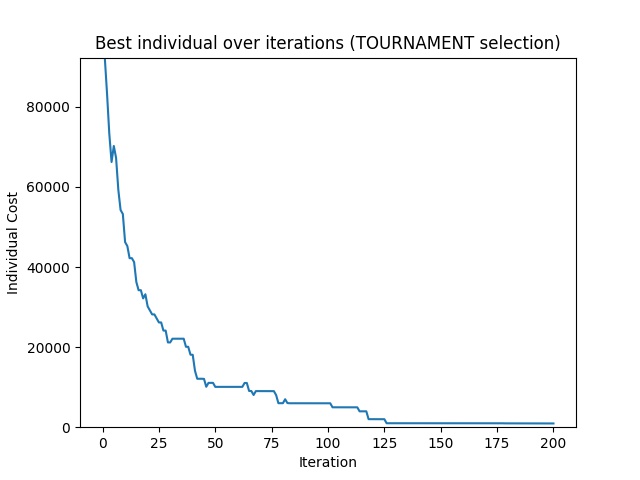 Best individual over iterations (TOURNAMENT selection)
80000
60000
40000
20000
0
Individual Cost
0 25 50 75 100 125 150 175 200
Iteration